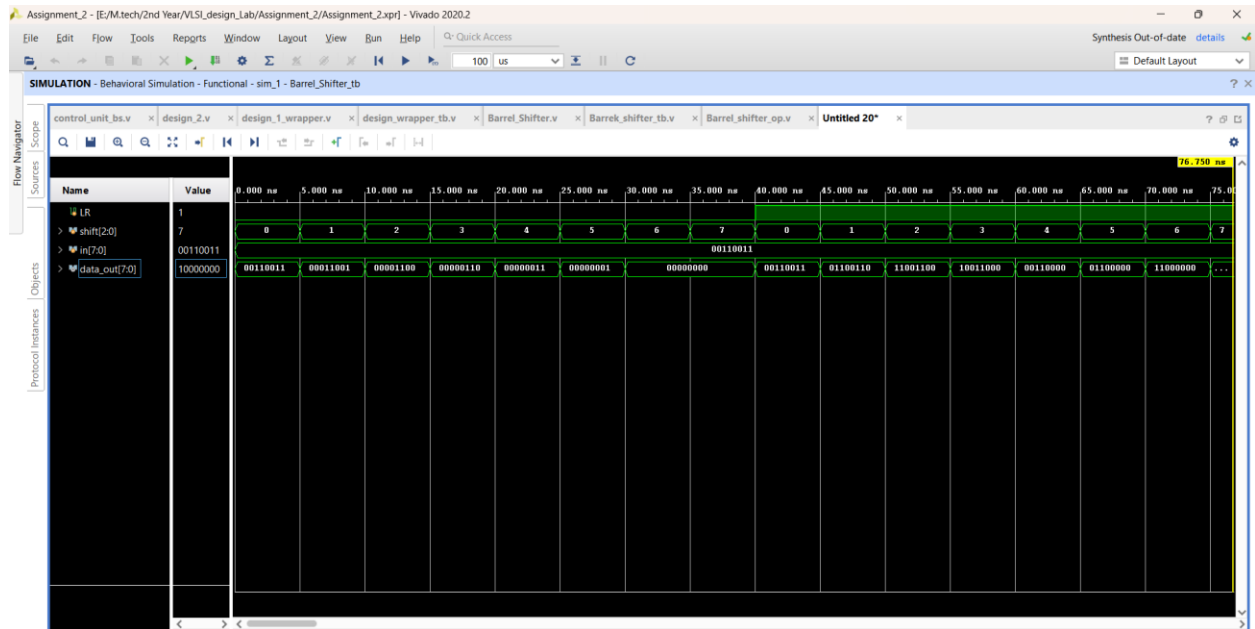 Assignment_2 - [E:/M.tech/2nd Year/VLSI_design_Lab/Assignment_2/Assignment_2.xpr] - Vivado 2020.2
File Edit Flow Tools Reports Window Layout View Run Help Q- Quick Access Synthesis Out-of-date details
100 us Default Layout
SIMULATION - Behavioral Simulation - Functional - sim_1 - Barrel_Shifter_tb ? X
Flow Navigator
Scope
Sources
Objects
Protocol Instances
control_unit_bs.v × design_2.v × design_1_wrapper.v × design_wrapper_tb.v × Barrel_Shifter.v × Barrek_shifter_tb.v × Barrel_shifter_op.v × Untitled 20* × ?
76.750 ns
Name Value 0.000 ns 5.000 ns 10.000 ns 15.000 ns 20.000 ns 25.000 ns 30.000 ns 35.000 ns 40.000 ns 45.000 ns 50.000 ns 55.000 ns 60.000 ns 65.000 ns 70.000 ns 75.0
LR 1
> shift[2:0] 7 0 1 2 3 4 5 6 7 0 1 2 3 4 5 6 7
> in[7:0] 00110011 00110011
> data_out[7:0] 10000000 00110011 00011001 00001100 00000110 00000011 00000001 00000000 00110011 01100110 11001100 10011000 00110000 01100000 11000000 ...